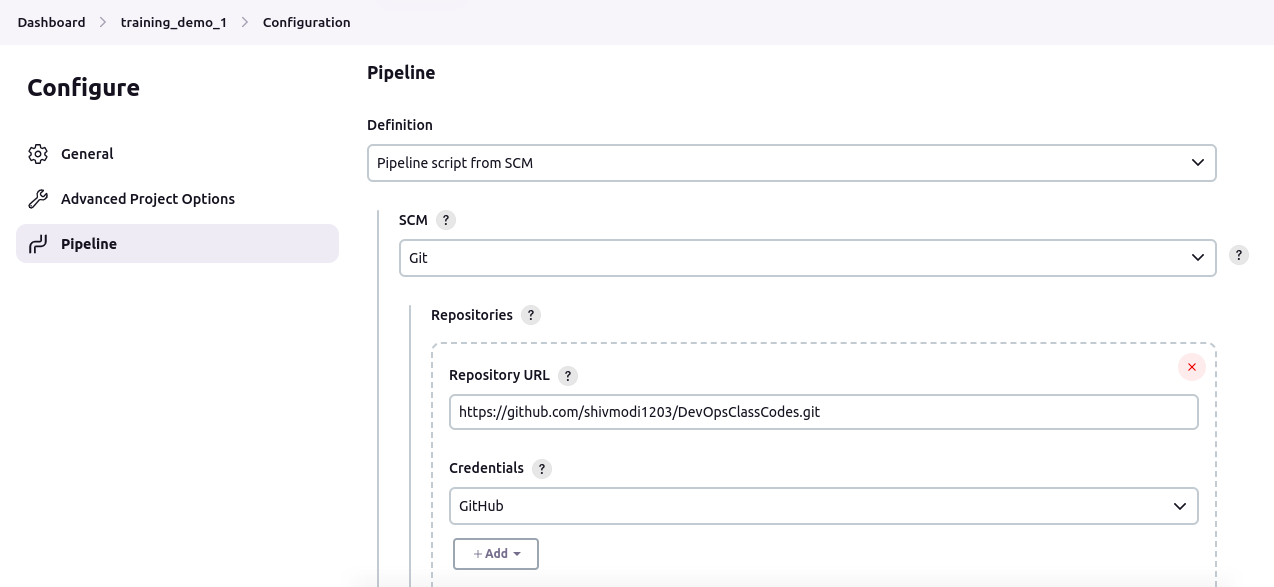 Dashboard > training_demo_1 > Configuration
Configure
General
Advanced Project Options
Pipeline
Pipeline
Definition
Pipeline script from SCM
SCM ?
Git
?
Repositories ?
Repository URL ?
https://github.com/shivmodi1203/DevOpsClassCodes.git
Credentials ?
GitHub
+ Add